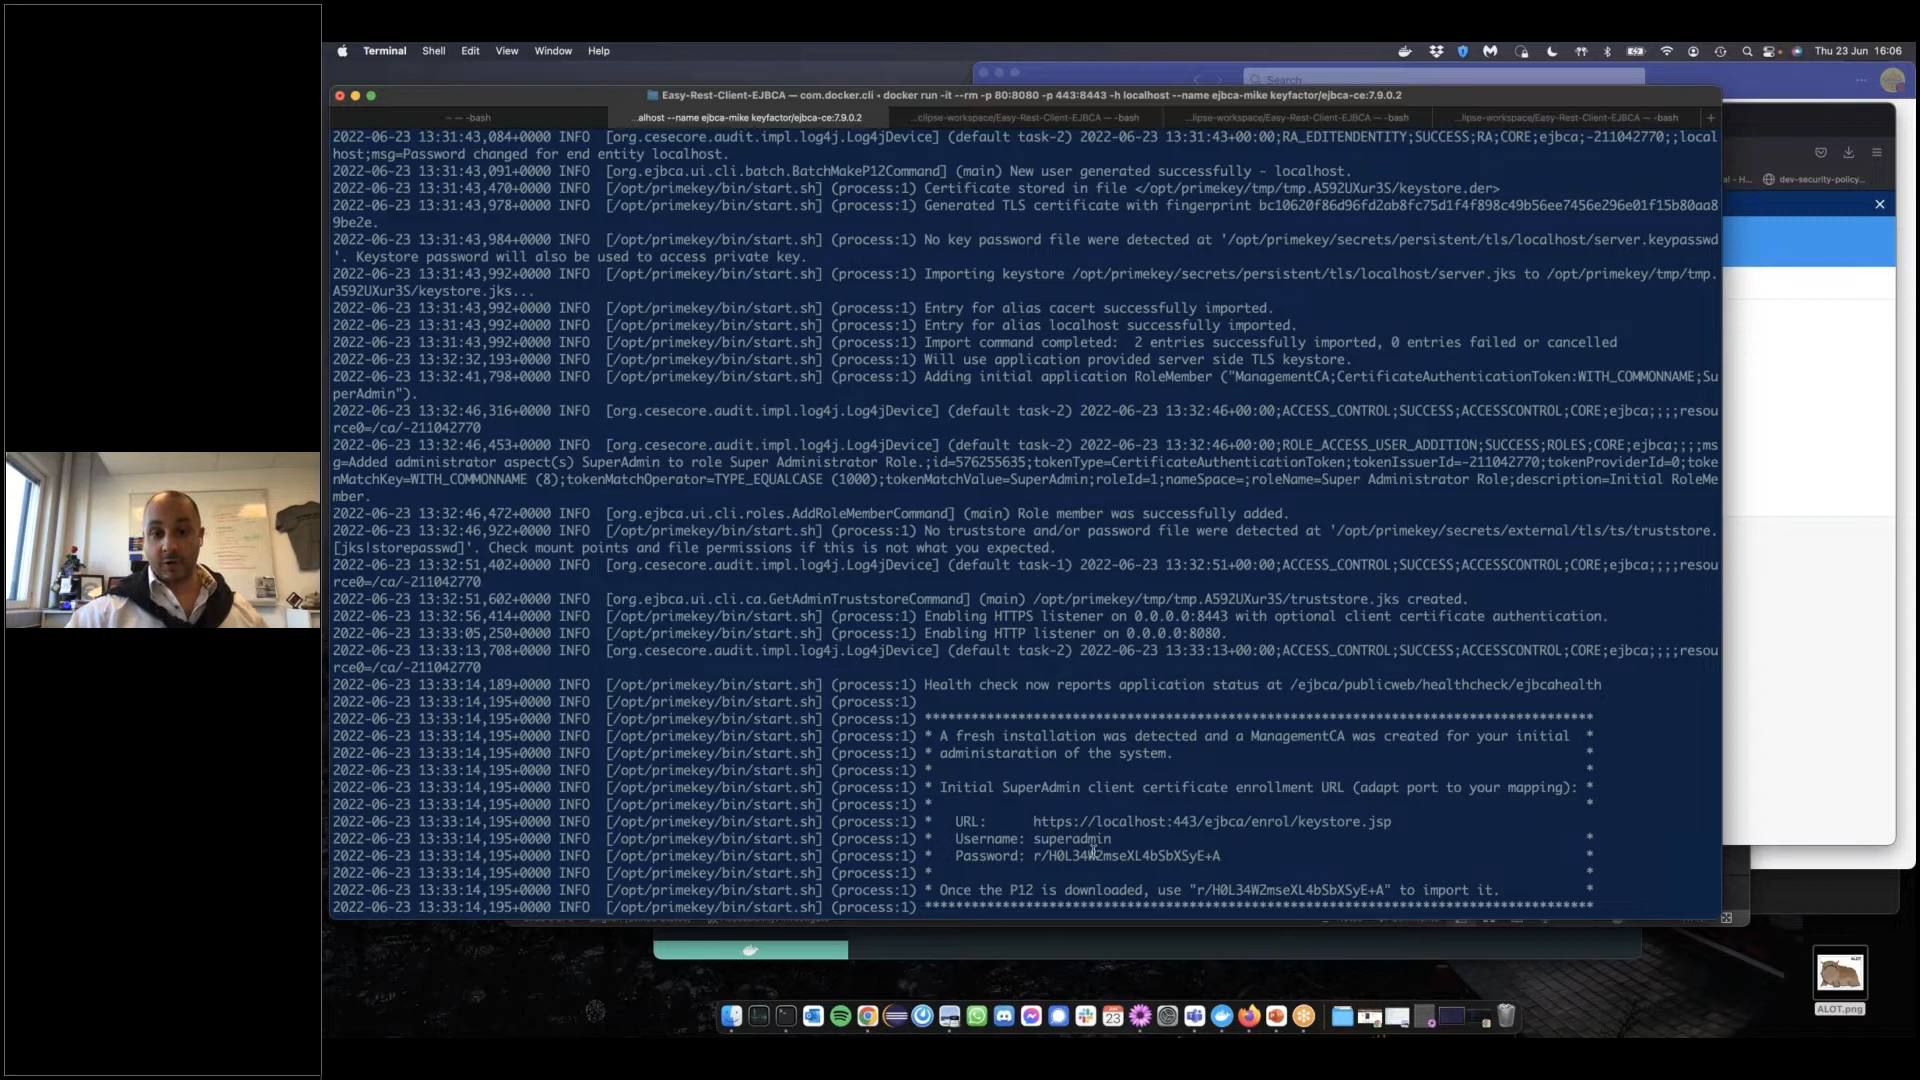 Terminal Shell Edit View Window Help Thu 23 Jun 16:06
Search
Easy-Rest-Client-EJBCA — com.docker.cli • docker run -it --rm -p 80:8080 -p 443:8443 -h localhost --name ejbca-mike keyfactor/ejbca-ce:7.9.0.2
~ — -bash ...alhost --name ejbca-mike keyfactor/ejbca-ce:7.9.0.2 ...clipse-workspace/Easy-Rest-Client-EJBCA — -bash ...lipse-workspace/Easy-Rest-Client-EJBCA — -bash ...lipse-workspace/Easy-Rest-Client-EJBCA — -bash +
2022-06-23 13:31:43,084+0000 INFO [org.cesecore.audit.impl.log4j.Log4jDevice] (default task-2) 2022-06-23 13:31:43+00:00;RA_EDITENDENTITY;SUCCESS;RA;CORE;ejbca;-211042770;;local
host;msg=Password changed for end entity localhost.
2022-06-23 13:31:43,091+0000 INFO [org.ejbca.ui.cli.batch.BatchMakeP12Command] (main) New user generated successfully - localhost.
2022-06-23 13:31:43,470+0000 INFO [/opt/primekey/bin/start.sh] (process:1) Certificate stored in file </opt/primekey/tmp/tmp.A592UXur3S/keystore.der>
2022-06-23 13:31:43,978+0000 INFO [/opt/primekey/bin/start.sh] (process:1) Generated TLS certificate with fingerprint bc10620f86d96fd2ab8fc75d1f4f898c49b56ee7456e296e01f15b80aa8
9be2e.
2022-06-23 13:31:43,984+0000 INFO [/opt/primekey/bin/start.sh] (process:1) No key password file were detected at '/opt/primekey/secrets/persistent/tls/localhost/server.keypasswd
'. Keystore password will also be used to access private key.
2022-06-23 13:31:43,992+0000 INFO [/opt/primekey/bin/start.sh] (process:1) Importing keystore /opt/primekey/secrets/persistent/tls/localhost/server.jks to /opt/primekey/tmp/tmp.
A592UXur3S/keystore.jks...
2022-06-23 13:31:43,992+0000 INFO [/opt/primekey/bin/start.sh] (process:1) Entry for alias cacert successfully imported.
2022-06-23 13:31:43,992+0000 INFO [/opt/primekey/bin/start.sh] (process:1) Entry for alias localhost successfully imported.
2022-06-23 13:31:43,992+0000 INFO [/opt/primekey/bin/start.sh] (process:1) Import command completed: 2 entries successfully imported, 0 entries failed or cancelled
2022-06-23 13:32:32,193+0000 INFO [/opt/primekey/bin/start.sh] (process:1) Will use application provided server side TLS keystore.
2022-06-23 13:32:41,798+0000 INFO [/opt/primekey/bin/start.sh] (process:1) Adding initial application RoleMember ("ManagementCA;CertificateAuthenticationToken:WITH_COMMONNAME;Su
perAdmin").
2022-06-23 13:32:46,316+0000 INFO [org.cesecore.audit.impl.log4j.Log4jDevice] (default task-2) 2022-06-23 13:32:46+00:00;ACCESS_CONTROL;SUCCESS;ACCESSCONTROL;CORE;ejbca;;;;resou
rce0=/ca/-211042770
2022-06-23 13:32:46,453+0000 INFO [org.cesecore.audit.impl.log4j.Log4jDevice] (default task-2) 2022-06-23 13:32:46+00:00;ROLE_ACCESS_USER_ADDITION;SUCCESS;ROLES;CORE;ejbca;;;;ms
g=Added administrator aspect(s) SuperAdmin to role Super Administrator Role.;id=576255635;tokenType=CertificateAuthenticationToken;tokenIssuerId=-211042770;tokenProviderId=0;toke
nMatchKey=WITH_COMMONNAME (8);tokenMatchOperator=TYPE_EQUALCASE (1000);tokenMatchValue=SuperAdmin;roleId=1;nameSpace=;roleName=Super Administrator Role;description=Initial RoleMe
mber.
2022-06-23 13:32:46,472+0000 INFO [org.ejbca.ui.cli.roles.AddRoleMemberCommand] (main) Role member was successfully added.
2022-06-23 13:32:46,922+0000 INFO [/opt/primekey/bin/start.sh] (process:1) No truststore and/or password file were detected at '/opt/primekey/secrets/external/tls/ts/truststore.
[jks|storepasswd]'. Check mount points and file permissions if this is not what you expected.
2022-06-23 13:32:51,402+0000 INFO [org.cesecore.audit.impl.log4j.Log4jDevice] (default task-1) 2022-06-23 13:32:51+00:00;ACCESS_CONTROL;SUCCESS;ACCESSCONTROL;CORE;ejbca;;;;resou
rce0=/ca/-211042770
2022-06-23 13:32:51,602+0000 INFO [org.ejbca.ui.cli.ca.GetAdminTruststoreCommand] (main) /opt/primekey/tmp/tmp.A592UXur3S/truststore.jks created.
2022-06-23 13:32:56,414+0000 INFO [/opt/primekey/bin/start.sh] (process:1) Enabling HTTPS listener on 0.0.0.0:8443 with optional client certificate authentication.
2022-06-23 13:33:05,250+0000 INFO [/opt/primekey/bin/start.sh] (process:1) Enabling HTTP listener on 0.0.0.0:8080.
2022-06-23 13:33:13,708+0000 INFO [org.cesecore.audit.impl.log4j.Log4jDevice] (default task-2) 2022-06-23 13:33:13+00:00;ACCESS_CONTROL;SUCCESS;ACCESSCONTROL;CORE;ejbca;;;;resou
rce0=/ca/-211042770
2022-06-23 13:33:14,189+0000 INFO [/opt/primekey/bin/start.sh] (process:1) Health check now reports application status at /ejbca/publicweb/healthcheck/ejbcahealth
2022-06-23 13:33:14,195+0000 INFO [/opt/primekey/bin/start.sh] (process:1)
2022-06-23 13:33:14,195+0000 INFO [/opt/primekey/bin/start.sh] (process:1) **************************************************************************************
2022-06-23 13:33:14,195+0000 INFO [/opt/primekey/bin/start.sh] (process:1) * A fresh installation was detected and a ManagementCA was created for your initial *
2022-06-23 13:33:14,195+0000 INFO [/opt/primekey/bin/start.sh] (process:1) * administaration of the system. *
2022-06-23 13:33:14,195+0000 INFO [/opt/primekey/bin/start.sh] (process:1) * *
2022-06-23 13:33:14,195+0000 INFO [/opt/primekey/bin/start.sh] (process:1) * Initial SuperAdmin client certificate enrollment URL (adapt port to your mapping): *
2022-06-23 13:33:14,195+0000 INFO [/opt/primekey/bin/start.sh] (process:1) * *
2022-06-23 13:33:14,195+0000 INFO [/opt/primekey/bin/start.sh] (process:1) * URL: https://localhost:443/ejbca/enrol/keystore.jsp
2022-06-23 13:33:14,195+0000 INFO [/opt/primekey/bin/start.sh] (process:1) * Username: superadmin *
2022-06-23 13:33:14,195+0000 INFO [/opt/primekey/bin/start.sh] (process:1) * Password: r/H0L34W2mseXL4bSbXSyE+A *
2022-06-23 13:33:14,195+0000 INFO [/opt/primekey/bin/start.sh] (process:1) * *
2022-06-23 13:33:14,195+0000 INFO [/opt/primekey/bin/start.sh] (process:1) * Once the P12 is downloaded, use "r/H0L34W2mseXL4bSbXSyE+A" to import it. *
2022-06-23 13:33:14,195+0000 INFO [/opt/primekey/bin/start.sh] (process:1) **************************************************************************************
al - H... dev-security-policy...
ALOT
ALOT.png
23